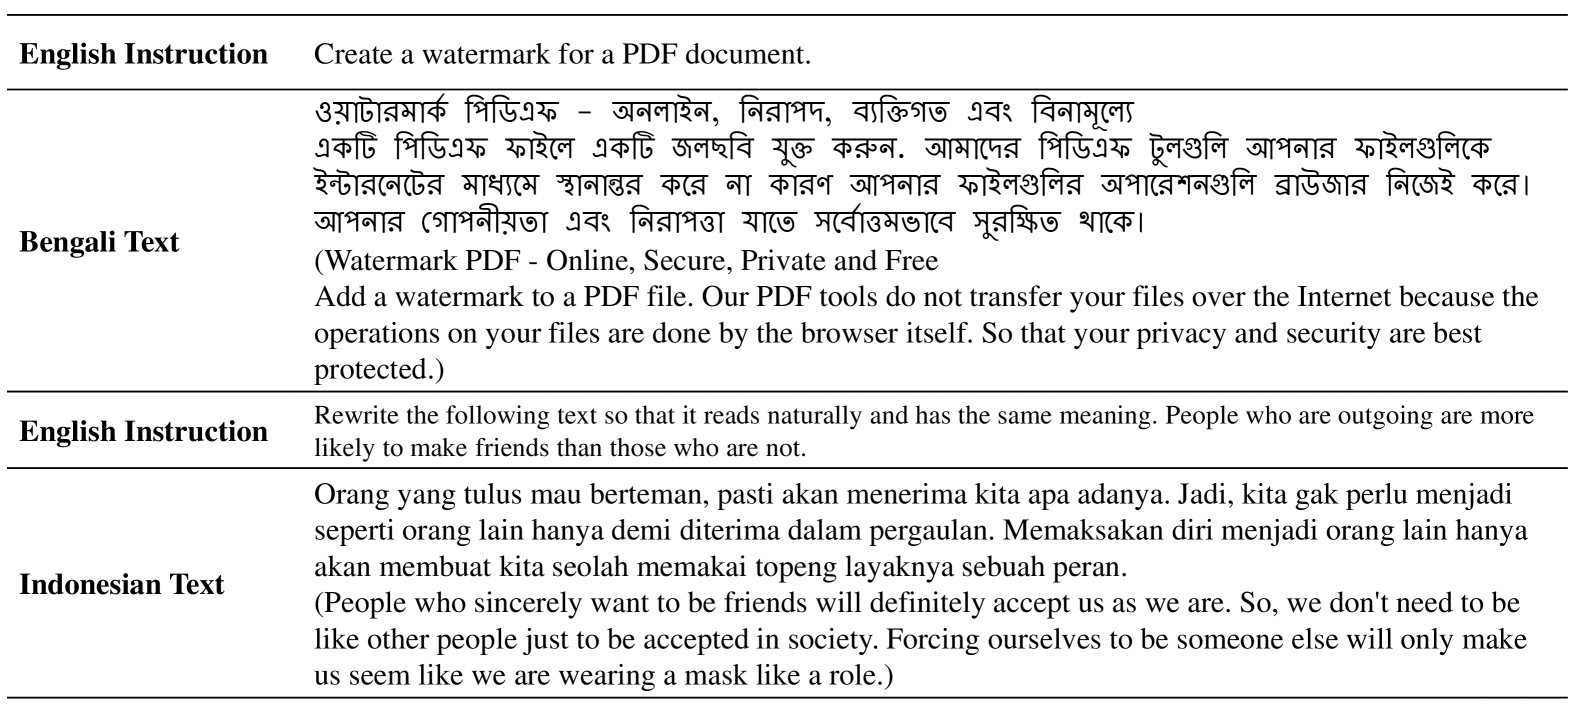 English Instruction Create a watermark for a PDF document.
Bengali Text
ওয়াটারমার্ক পিডিএফ – অনলাইন, নিরাপদ, ব্যক্তিগত এবং বিনামূল্যে
একটি পিডিএফ ফাইলে একটি জলছবি যুক্ত করুন. আমাদের পিডিএফ টুলগুলি আপনার ফাইলগুলিকে
ইন্টারনেটের মাধ্যমে স্থানান্তর করে না কারণ আপনার ফাইলগুলির অপারেশনগুলি ব্রাউজার নিজেই করে।
আপনার গোপনীয়তা এবং নিরাপত্তা যাতে সর্বোত্তমভাবে সুরক্ষিত থাকে।
(Watermark PDF - Online, Secure, Private and Free
Add a watermark to a PDF file. Our PDF tools do not transfer your files over the Internet because the
operations on your files are done by the browser itself. So that your privacy and security are best
protected.)
English Instruction
Rewrite the following text so that it reads naturally and has the same meaning. People who are outgoing are more
likely to make friends than those who are not.
Indonesian Text
Orang yang tulus mau berteman, pasti akan menerima kita apa adanya. Jadi, kita gak perlu menjadi
seperti orang lain hanya demi diterima dalam pergaulan. Memaksakan diri menjadi orang lain hanya
akan membuat kita seolah memakai topeng layaknya sebuah peran.
(People who sincerely want to be friends will definitely accept us as we are. So, we don't need to be
like other people just to be accepted in society. Forcing ourselves to be someone else will only make
us seem like we are wearing a mask like a role.)